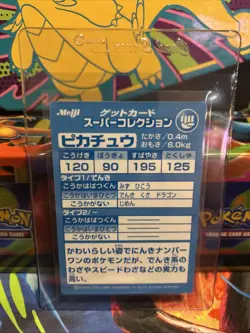 Meiji
ゲットカード
スーパーコレクション
ピカチュウ
たかさ/0.4m
おもさ/6.0kg
こうげき ぼうぎょ すばやさ とくしゅ
120 90 195 125
タイプ1/でんき
こうかはばつぐん みず ひこう
こうかはいまひとつ でんき くさ ドラゴン
こうかがない じめん
タイプ2/ー
こうかはばつぐん
こうかはいまひとつ
こうかがない
かわいらしい姿でにんきナンバー
ワンのポケモンだが、でんき系の
わざやスピードわざなどの実力も
高い。